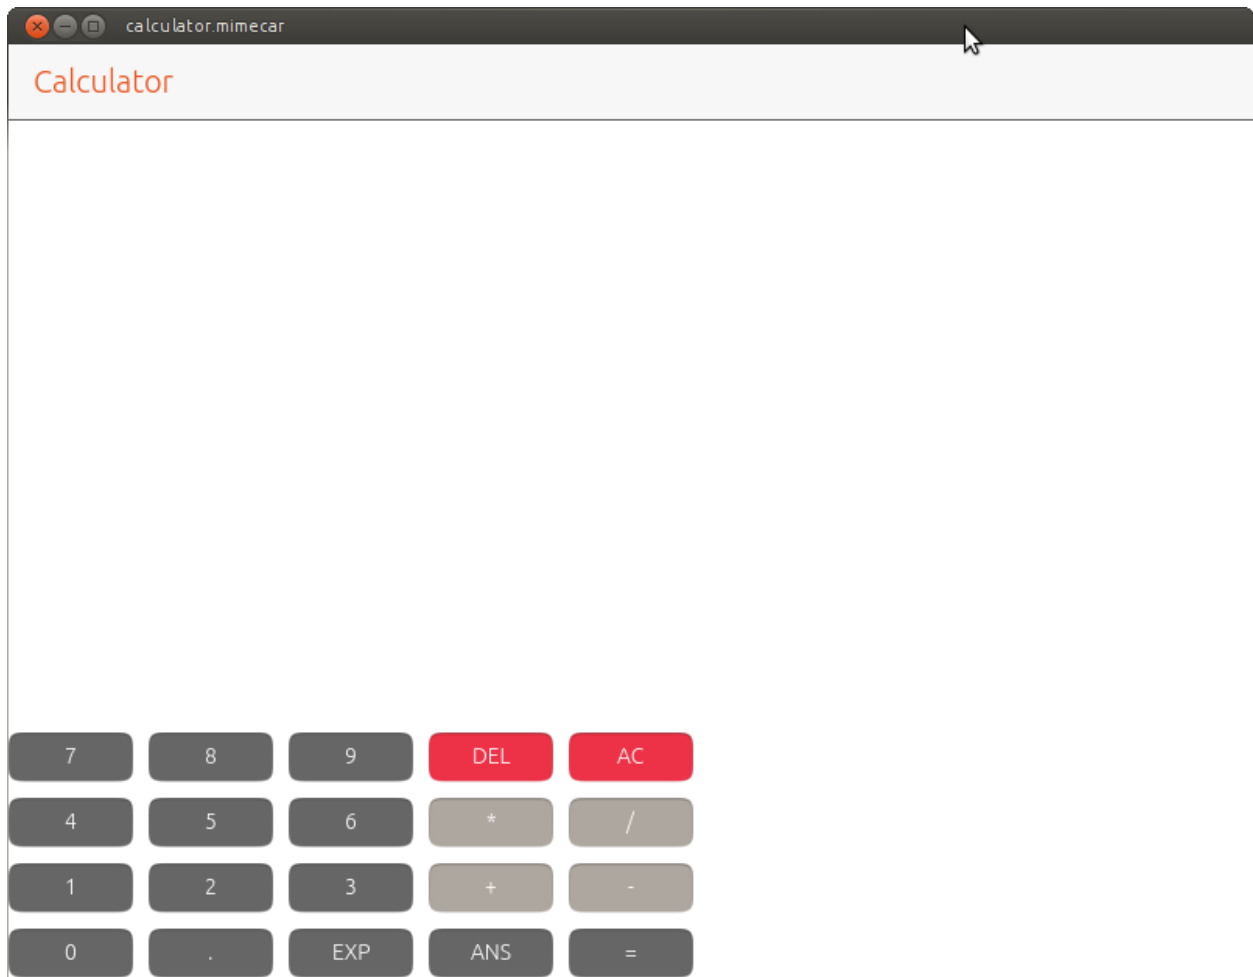 calculator.mimecar
Calculator
7 8 9 DEL AC
4 5 6 * /
1 2 3 + -
0 . EXP ANS =